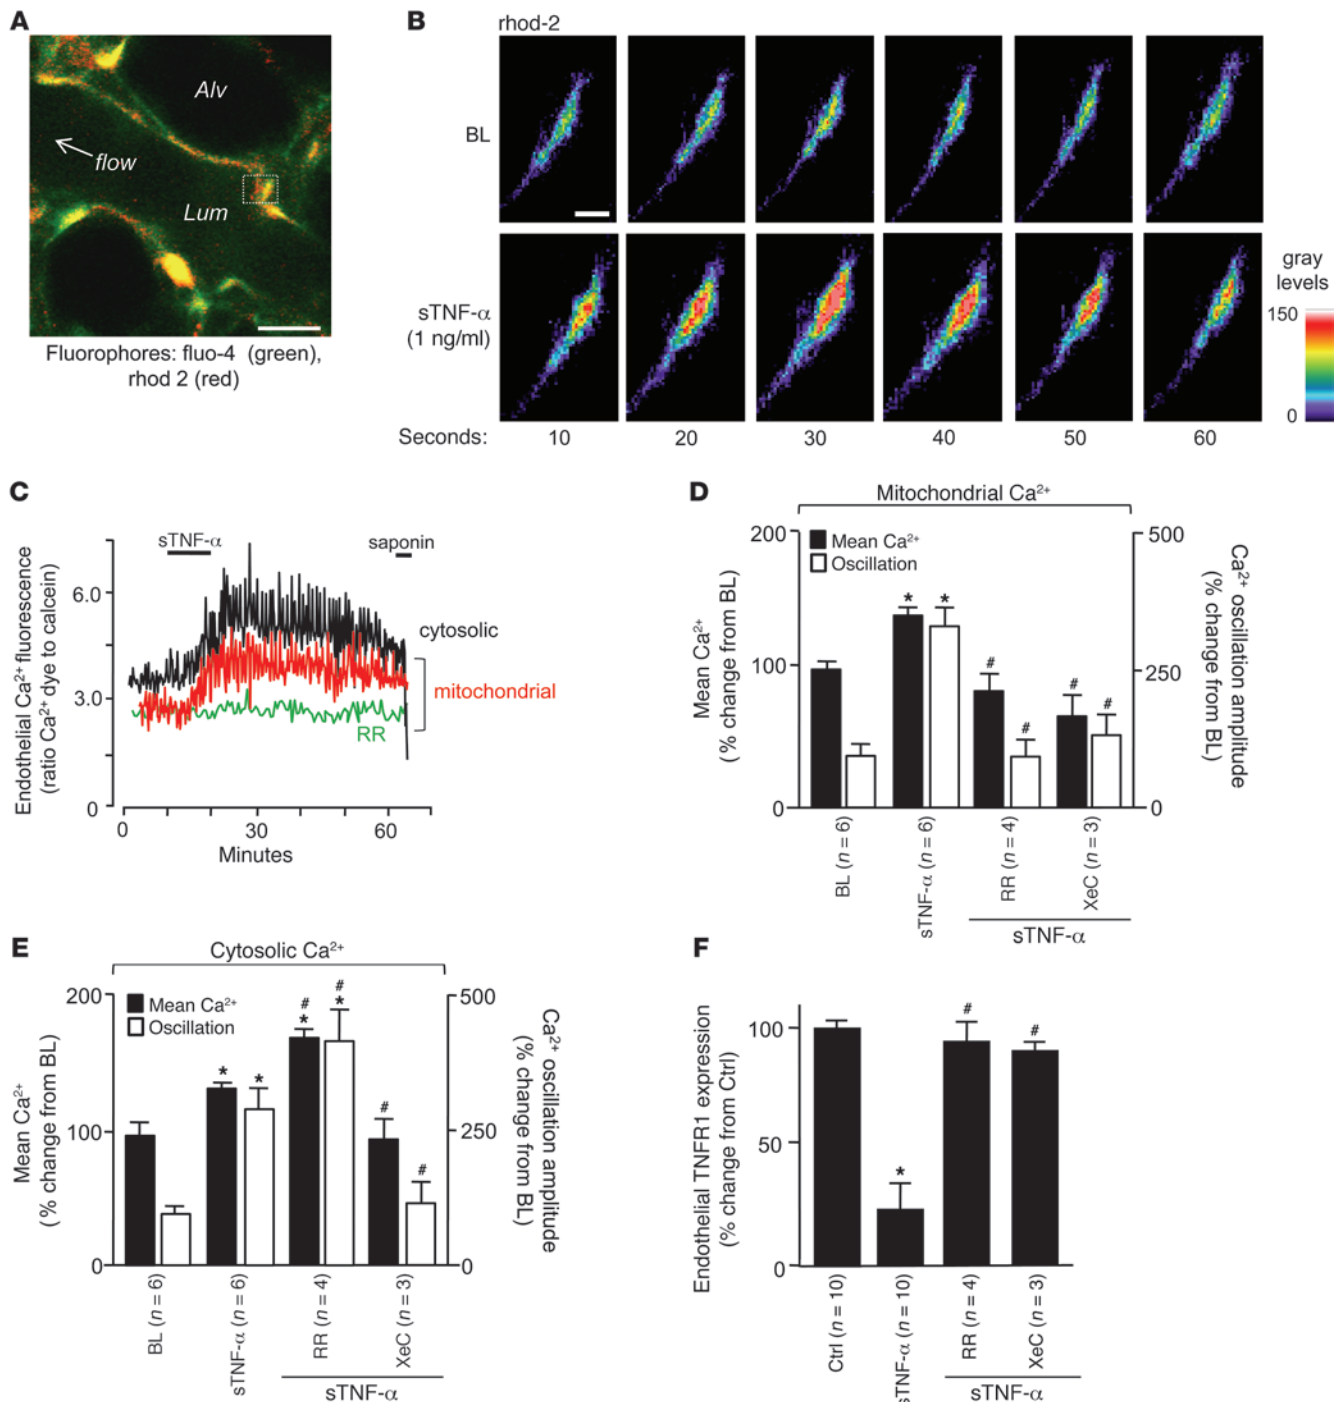 A
Alv
flow
Lum
Fluorophores: fluo-4 (green),
rhod 2 (red)
B
rhod-2
BL
sTNF-α
(1 ng/ml)
gray
levels
150
0
Seconds: 10 20 30 40 50 60
C
sTNF-α
saponin
Endothelial Ca²⁺ fluorescence
(ratio Ca²⁺ dye to calcein)
6.0
3.0
0
cytosolic
mitochondrial
RR
0 30 60
Minutes
D
Mitochondrial Ca²⁺
Mean Ca²⁺
(% change from BL)
200
100
0
Mean Ca²⁺
Oscillation
* *
# #
# #
500
250
0
Ca²⁺ oscillation amplitude
(% change from BL)
BL (n = 6)
sTNF-α (n = 6)
RR (n = 4)
XeC (n = 3)
sTNF-α
E
Cytosolic Ca²⁺
Mean Ca²⁺
(% change from BL)
200
100
0
Mean Ca²⁺
Oscillation
* *
# #
* *
# #
500
250
0
Ca²⁺ oscillation amplitude
(% change from BL)
BL (n = 6)
sTNF-α (n = 6)
RR (n = 4)
XeC (n = 3)
sTNF-α
F
Endothelial TNFR1 expression
(% change from Ctrl)
100
50
0
*
#
#
Ctrl (n = 10)
sTNF-α (n = 10)
RR (n = 4)
XeC (n = 3)
sTNF-α